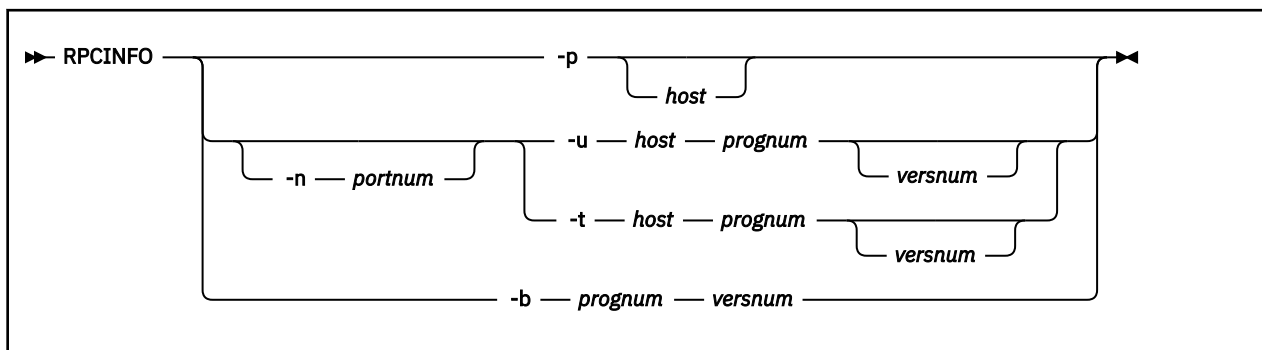 RPCINFO -p
host
-u host prognum
-n portnum versnum
-t host prognum
versnum
-b prognum versnum